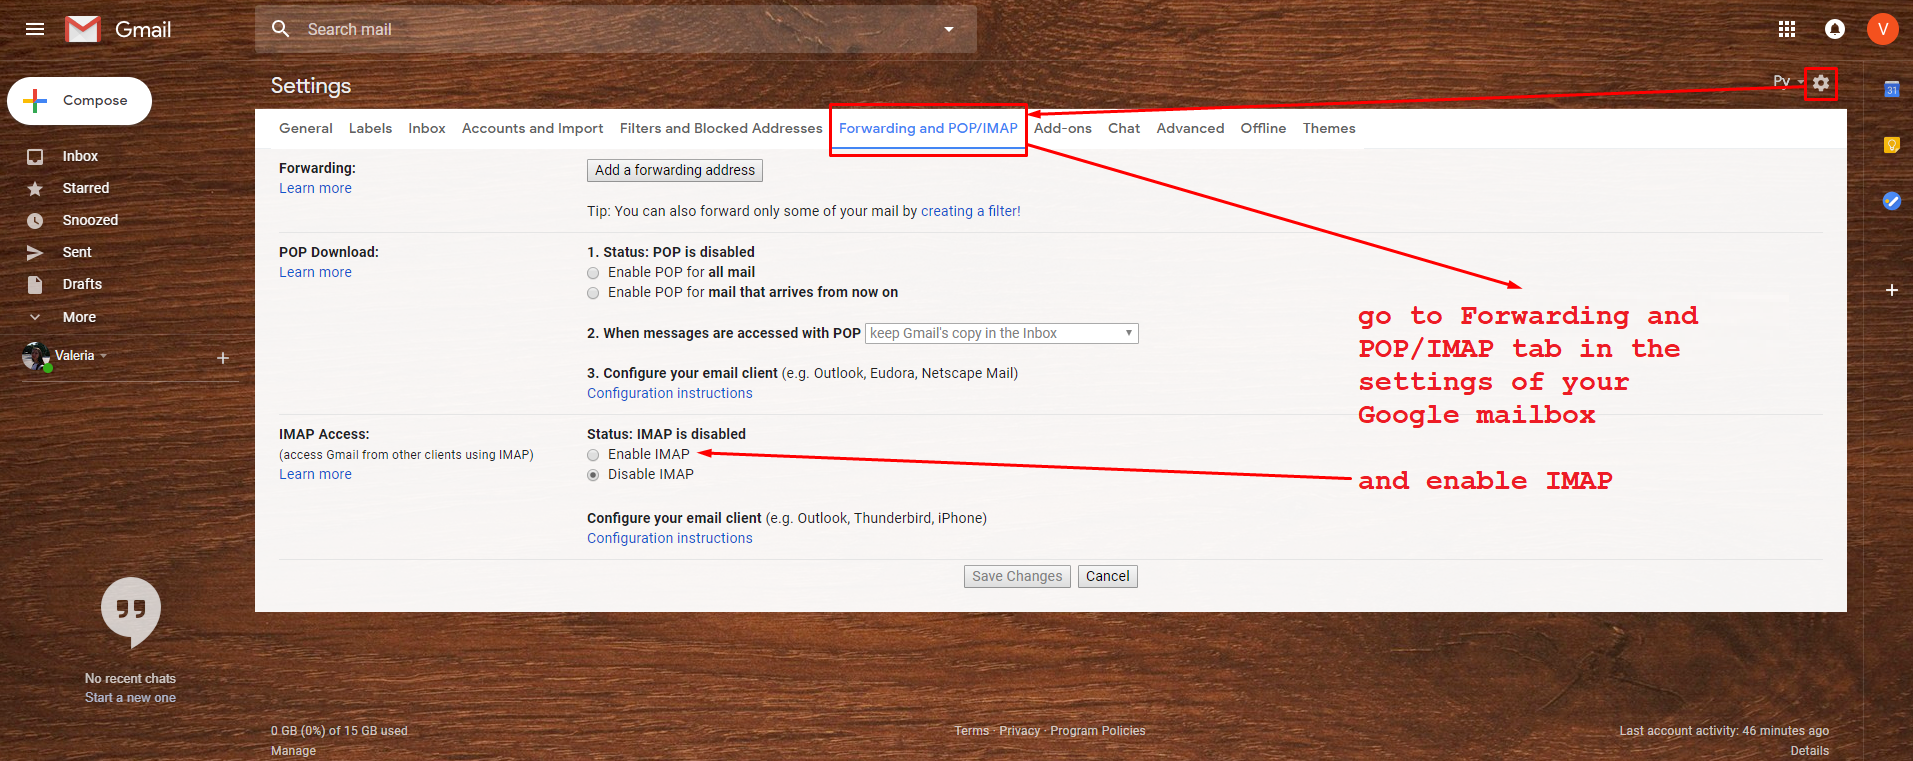 Gmail
Search mail
V
Compose
Settings
Ру
31
General Labels Inbox Accounts and Import Filters and Blocked Addresses Forwarding and POP/IMAP Add-ons Chat Advanced Offline Themes
Inbox
Starred
Snoozed
Sent
Drafts
More
Valeria
Forwarding:
Learn more
Add a forwarding address
Tip: You can also forward only some of your mail by creating a filter!
POP Download:
Learn more
1. Status: POP is disabled
Enable POP for all mail
Enable POP for mail that arrives from now on
2. When messages are accessed with POP keep Gmail's copy in the Inbox
3. Configure your email client (e.g. Outlook, Eudora, Netscape Mail)
Configuration instructions
IMAP Access:
(access Gmail from other clients using IMAP)
Learn more
Status: IMAP is disabled
Enable IMAP
Disable IMAP
Configure your email client (e.g. Outlook, Thunderbird, iPhone)
Configuration instructions
Save Changes Cancel
go to Forwarding and
POP/IMAP tab in the
settings of your
Google mailbox
and enable IMAP
No recent chats
Start a new one
0 GB (0%) of 15 GB used
Manage
Terms · Privacy · Program Policies
Last account activity: 46 minutes ago
Details